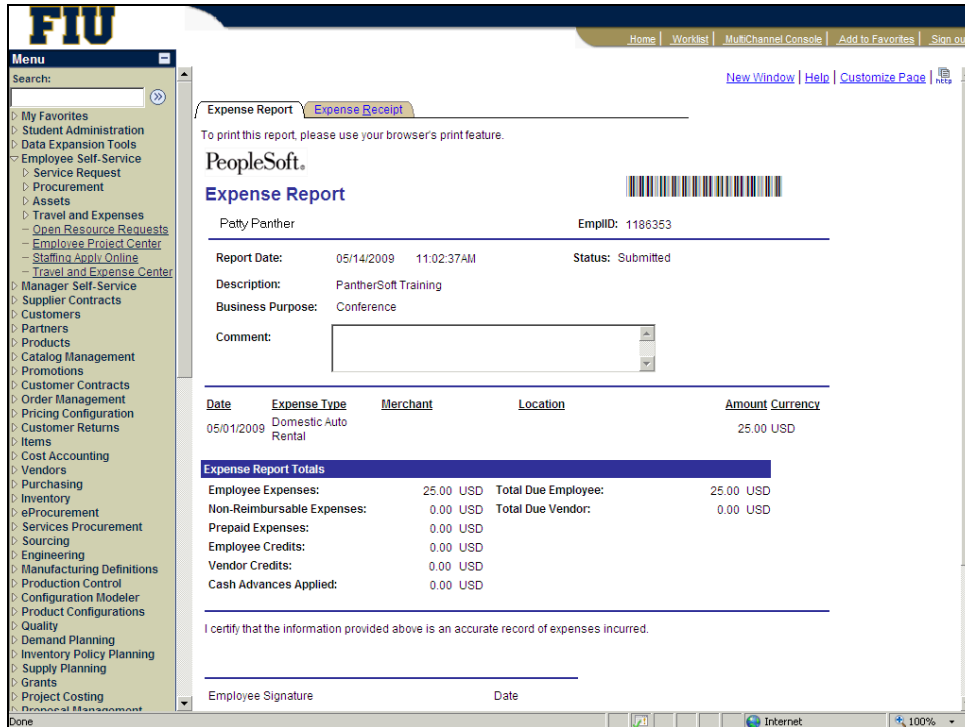 FIU
Home | Worklist | MultiChannel Console | Add to Favorites | Sign ou
Menu
Search:
My Favorites
Student Administration
Data Expansion Tools
Employee Self-Service
Service Request
Procurement
Assets
Travel and Expenses
Open Resource Requests
Employee Project Center
Staffing Apply Online
Travel and Expense Center
Manager Self-Service
Supplier Contracts
Customers
Partners
Products
Catalog Management
Promotions
Customer Contracts
Order Management
Pricing Configuration
Customer Returns
Items
Cost Accounting
Vendors
Purchasing
Inventory
eProcurement
Services Procurement
Sourcing
Engineering
Manufacturing Definitions
Production Control
Configuration Modeler
Product Configurations
Quality
Demand Planning
Inventory Policy Planning
Supply Planning
Grants
Project Costing
Proposal Management
New Window | Help | Customize Page | http
Expense Report Expense Receipt
To print this report, please use your browser's print feature.
PeopleSoft.
Expense Report
Patty Panther EmplID: 1186353
Report Date: 05/14/2009 11:02:37AM Status: Submitted
Description: PantherSoft Training
Business Purpose: Conference
Comment:
Date Expense Type Merchant Location Amount Currency
05/01/2009 Domestic Auto Rental 25.00 USD
Expense Report Totals
Employee Expenses: 25.00 USD Total Due Employee: 25.00 USD
Non-Reimbursable Expenses: 0.00 USD Total Due Vendor: 0.00 USD
Prepaid Expenses: 0.00 USD
Employee Credits: 0.00 USD
Vendor Credits: 0.00 USD
Cash Advances Applied: 0.00 USD
I certify that the information provided above is an accurate record of expenses incurred.
Employee Signature Date
Done Internet 100%